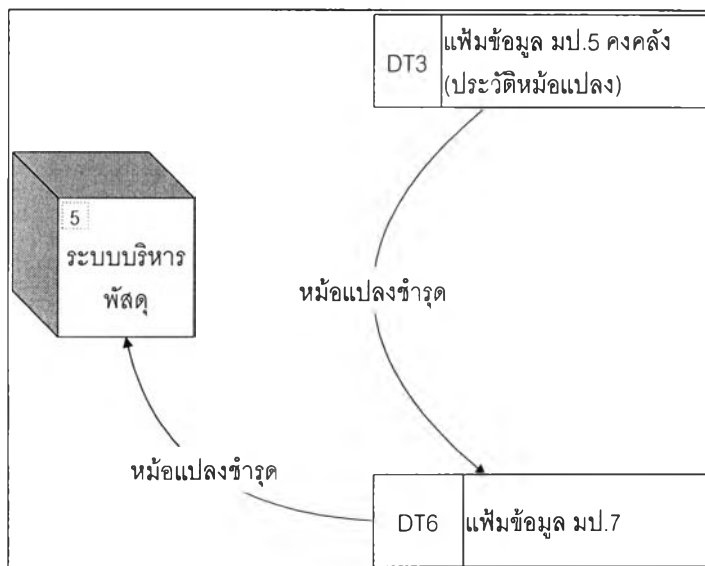 DT3
แฟ้มข้อมูล มป.5 คงคลัง
(ประวัติหม้อแปลง)
5
ระบบบริหาร
พัสดุ
หม้อแปลงชำรุด
หม้อแปลงชำรุด
DT6
แฟ้มข้อมูล มป.7